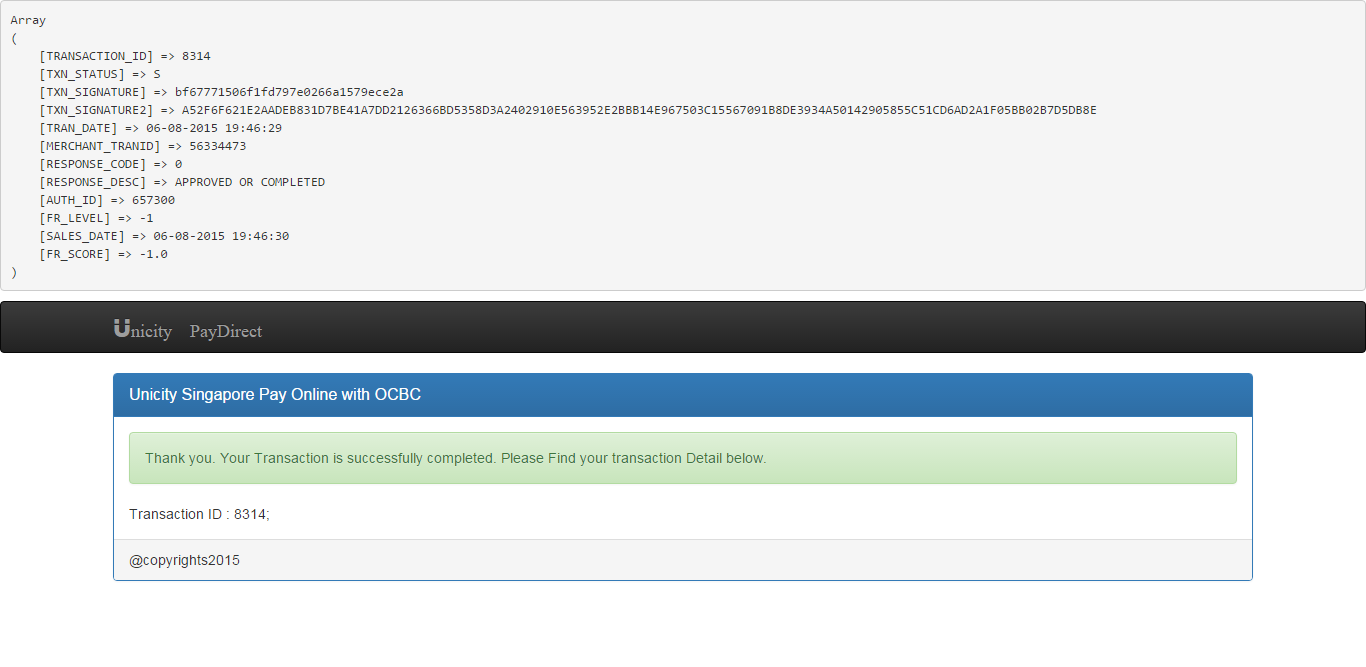 Array
(
    [TRANSACTION_ID] => 8314
    [TXN_STATUS] => S
    [TXN_SIGNATURE] => bf67771506f1fd797e0266a1579ece2a
    [TXN_SIGNATURE2] => A52F6F621E2AADEB831D7BE41A7DD2126366BD5358D3A2402910E563952E2BBB14E967503C15567091B8DE3934A50142905855C51CD6AD2A1F05BB02B7D5DB8E
    [TRAN_DATE] => 06-08-2015 19:46:29
    [MERCHANT_TRANID] => 56334473
    [RESPONSE_CODE] => 0
    [RESPONSE_DESC] => APPROVED OR COMPLETED
    [AUTH_ID] => 657300
    [FR_LEVEL] => -1
    [SALES_DATE] => 06-08-2015 19:46:30
    [FR_SCORE] => -1.0
)
Unicity PayDirect
Unicity Singapore Pay Online with OCBC
Thank you. Your Transaction is successfully completed. Please Find your transaction Detail below.
Transaction ID : 8314;
@copyrights2015